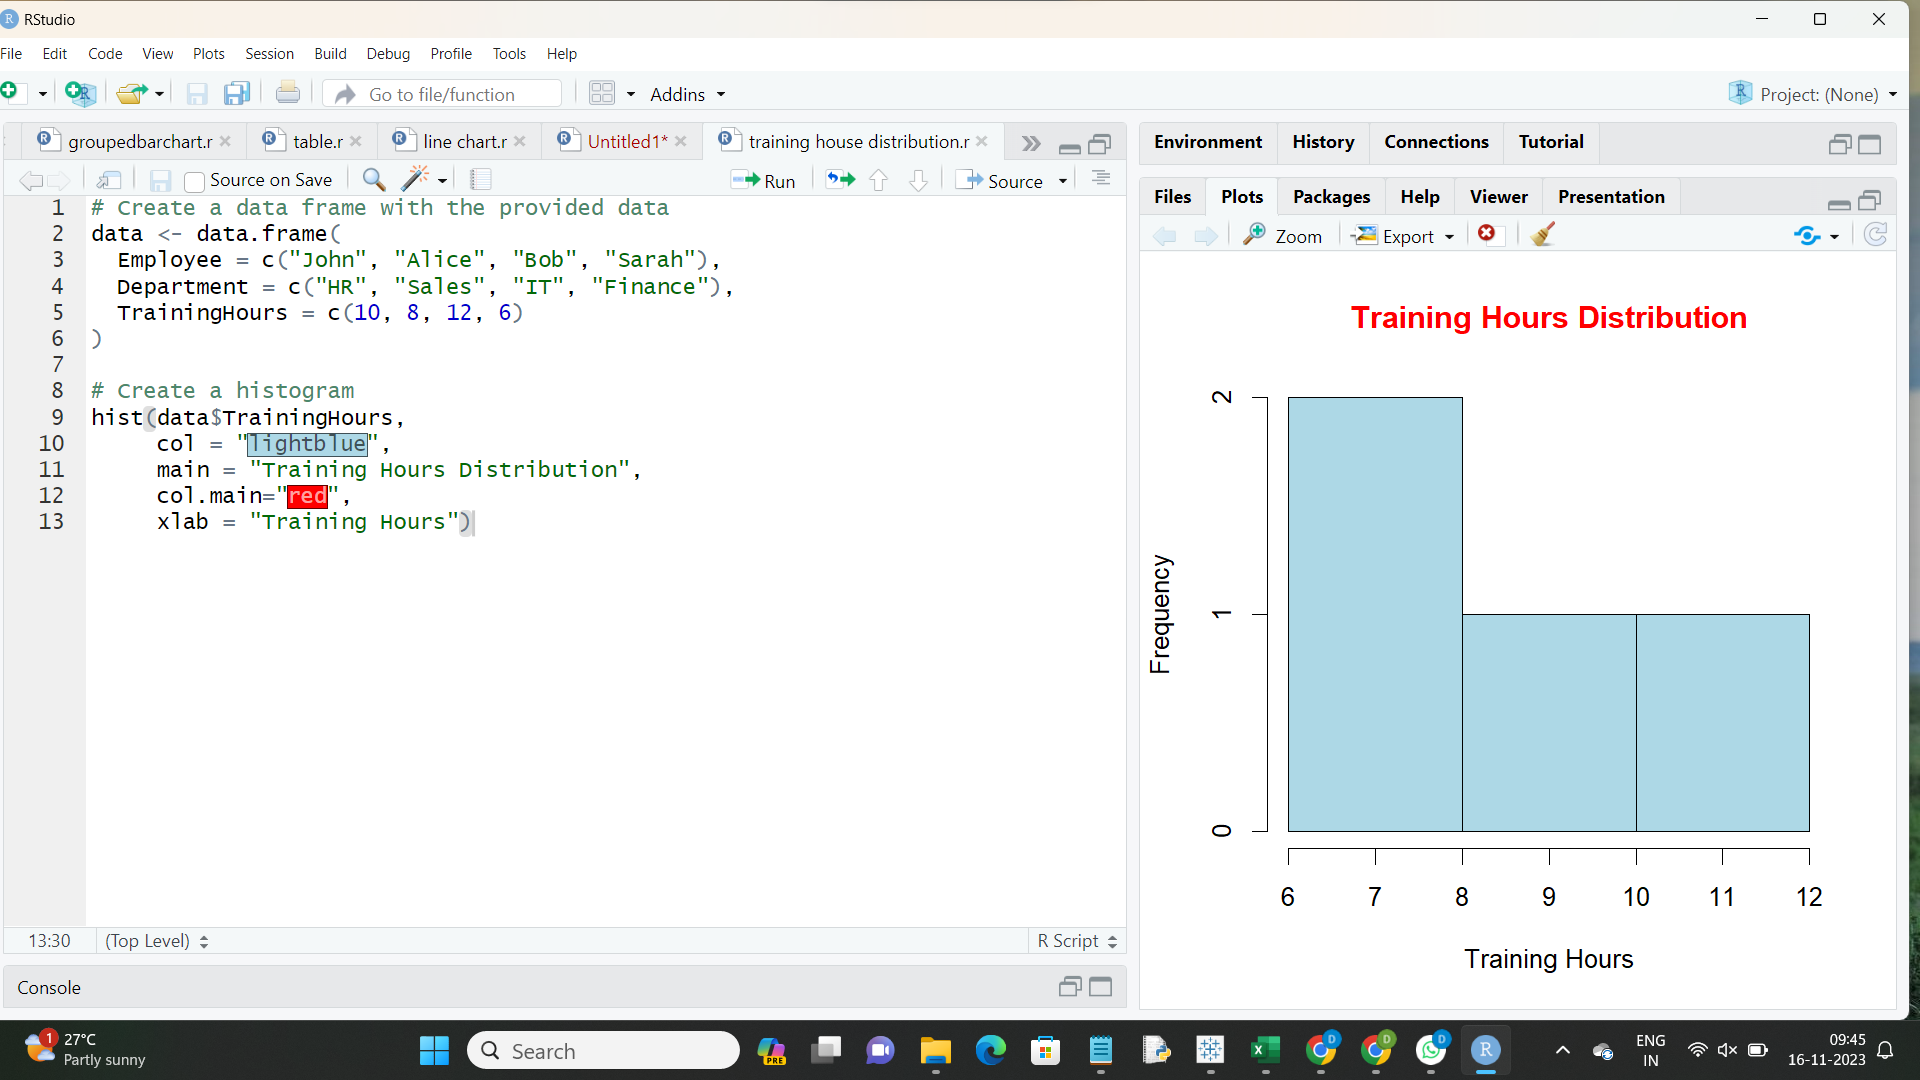 RStudio
File Edit Code View Plots Session Build Debug Profile Tools Help
Go to file/function Addins Project: (None)
groupedbarchart.r table.r line chart.r Untitled1* training house distribution.r
Source on Save Run Source
1 # Create a data frame with the provided data
2 data <- data.frame(
3   Employee = c("John", "Alice", "Bob", "Sarah"),
4   Department = c("HR", "Sales", "IT", "Finance"),
5   TrainingHours = c(10, 8, 12, 6)
6 )
7
8 # Create a histogram
9 hist(data$TrainingHours,
10      col = "lightblue",
11      main = "Training Hours Distribution",
12      col.main="red",
13      xlab = "Training Hours")
13:30 (Top Level) R Script
Console
Environment History Connections Tutorial
Files Plots Packages Help Viewer Presentation
Zoom Export
Training Hours Distribution
Frequency
2
1
0
6 7 8 9 10 11 12
Training Hours
1
27°C
Partly sunny
Search
PRE
D D D
ENG
IN
09:45
16-11-2023